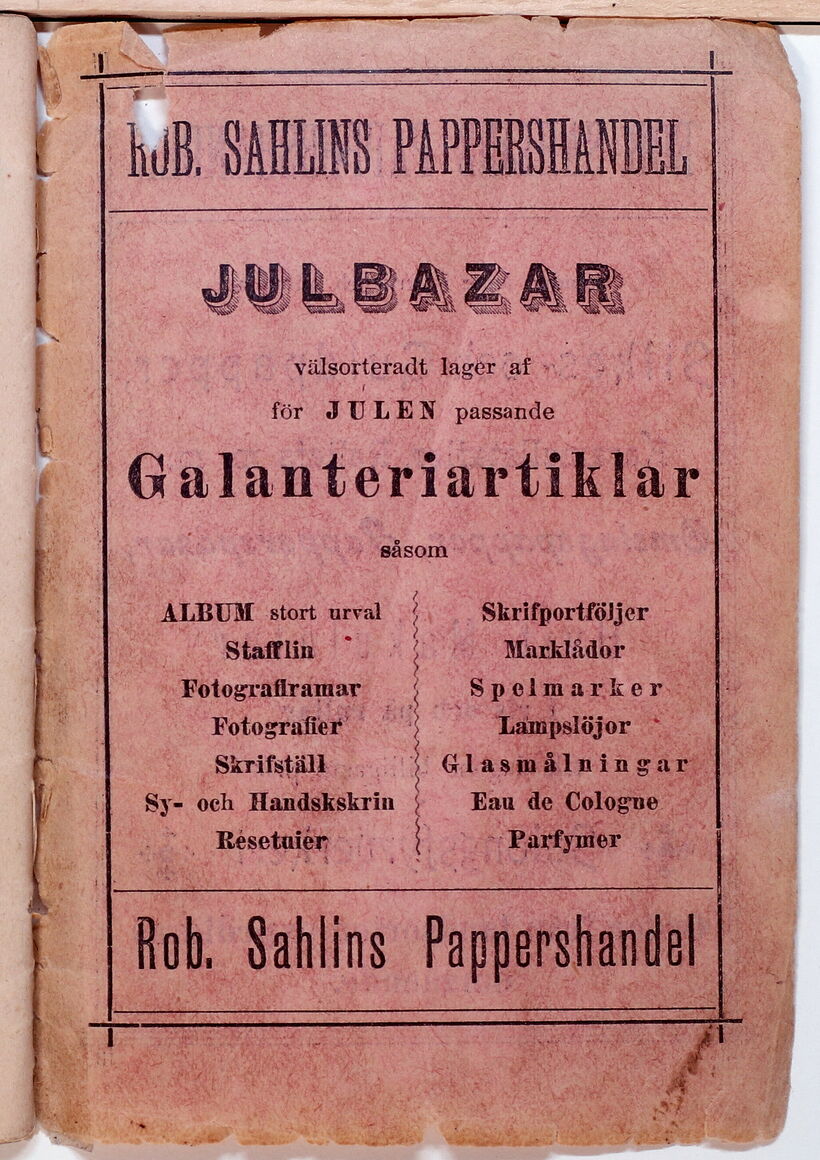 ROB. SAHLINS PAPPERSHANDEL
JULBAZAR
välsorteradt lager af
för JULEN passande
Galanteriartiklar
såsom
ALBUM stort urval
Stafflin
Fotografiramar
Fotografier
Skrifställ
Sy- och Handskskrin
Resetuier
Skrifportföljer
Marklådor
Spelmarker
Lampslöjor
Glasmålningar
Eau de Cologne
Parfymer
Rob. Sahlins Pappershandel